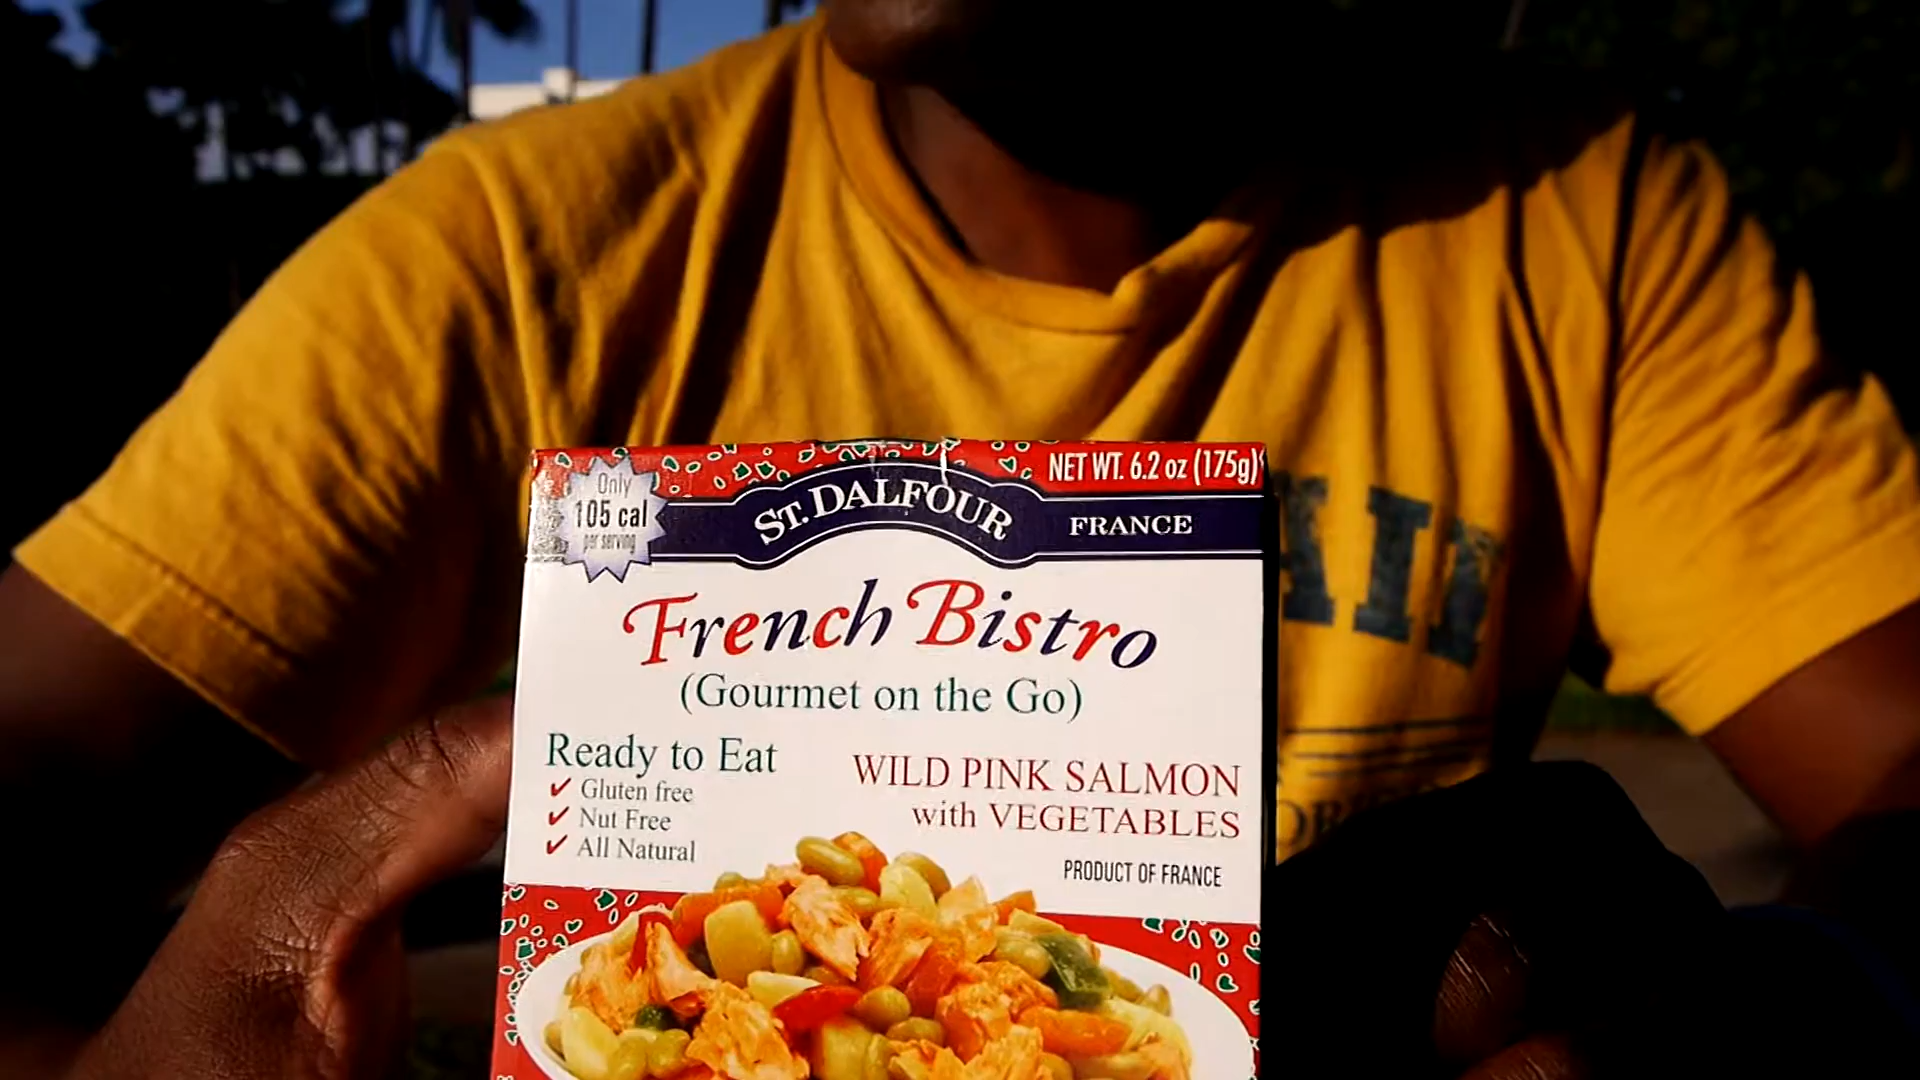 Only
105 cal
per serving
NET WT. 6.2 oz (175g)
ST. DALFOUR
FRANCE
French Bistro
(Gourmet on the Go)
Ready to Eat
✓ Gluten free
✓ Nut Free
✓ All Natural
WILD PINK SALMON
with VEGETABLES
PRODUCT OF FRANCE